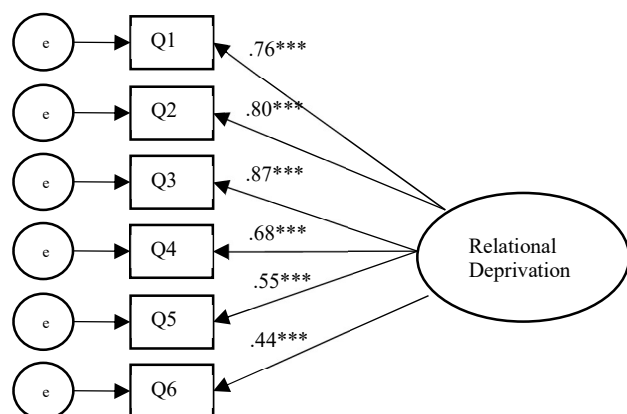 e
Q1
.76***
e
Q2
.80***
e
Q3
.87***
e
Q4
.68***
e
Q5
.55***
e
Q6
.44***
Relational
Deprivation